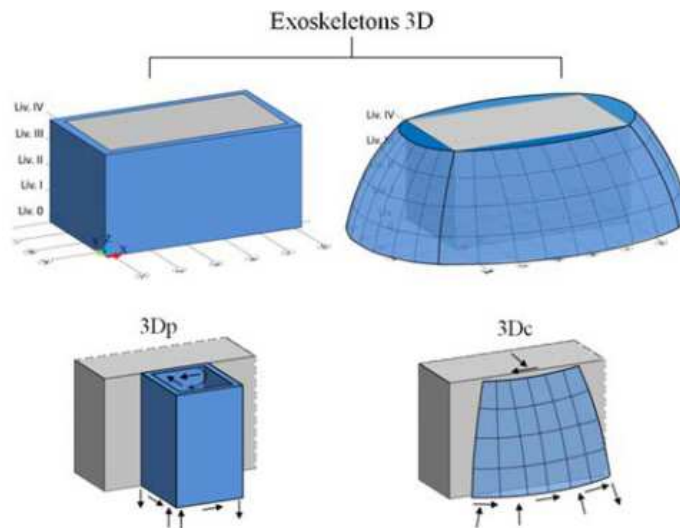 Exoskeletons 3D
Liv. IV
Liv. III
Liv. II
Liv. I
Liv. 0
Liv. IV
3Dp
3Dc